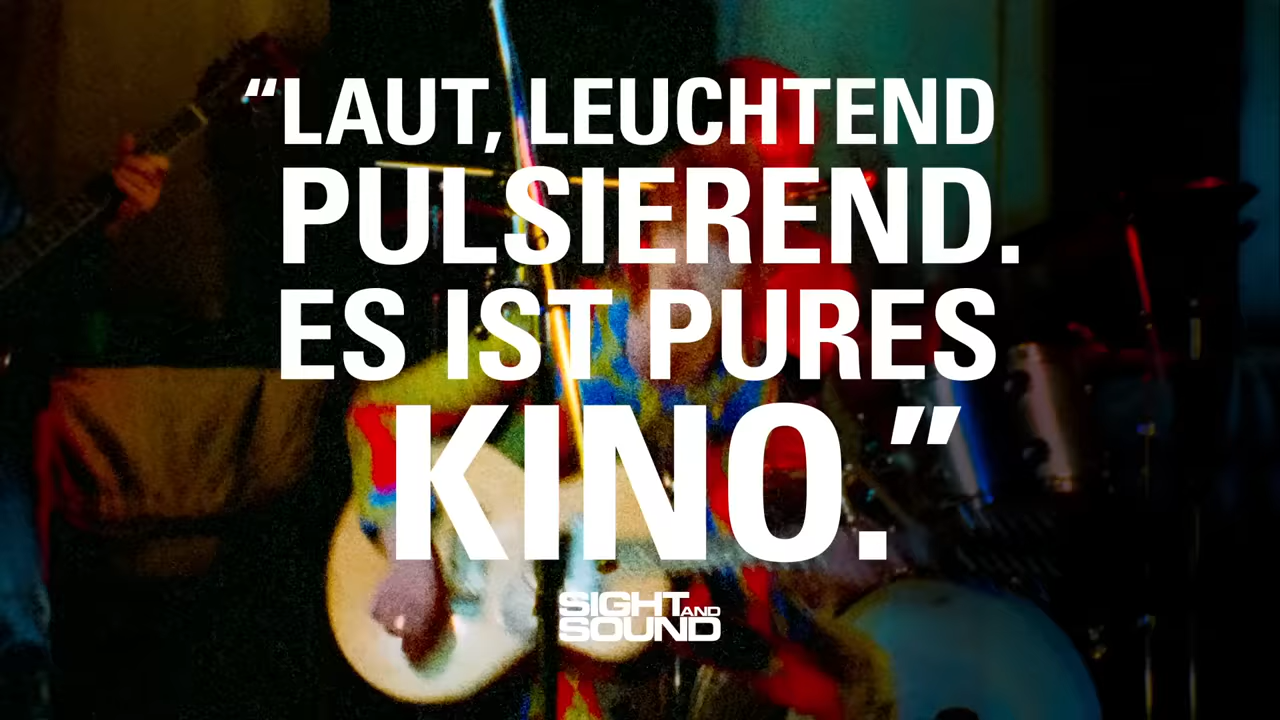 “LAUT, LEUCHTEND
PULSIEREND.
ES IST PURES
KINO.”
SIGHT AND
SOUND